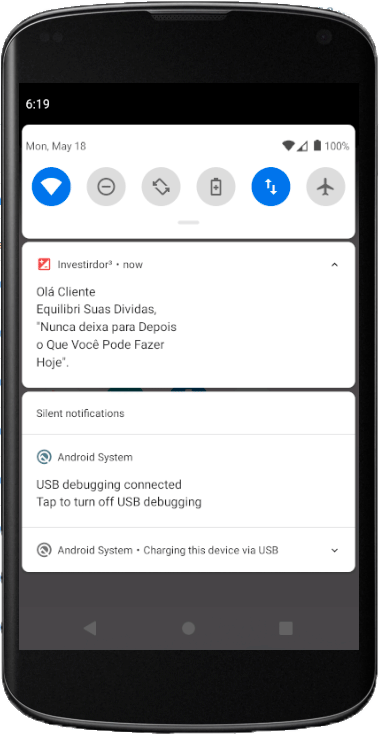 6:19
Mon, May 18
100%
Investirdor³ • now
Olá Cliente
Equilibri Suas Dividas,
"Nunca deixa para Depois
o Que Você Pode Fazer
Hoje".
Silent notifications
Android System
USB debugging connected
Tap to turn off USB debugging
Android System • Charging this device via USB